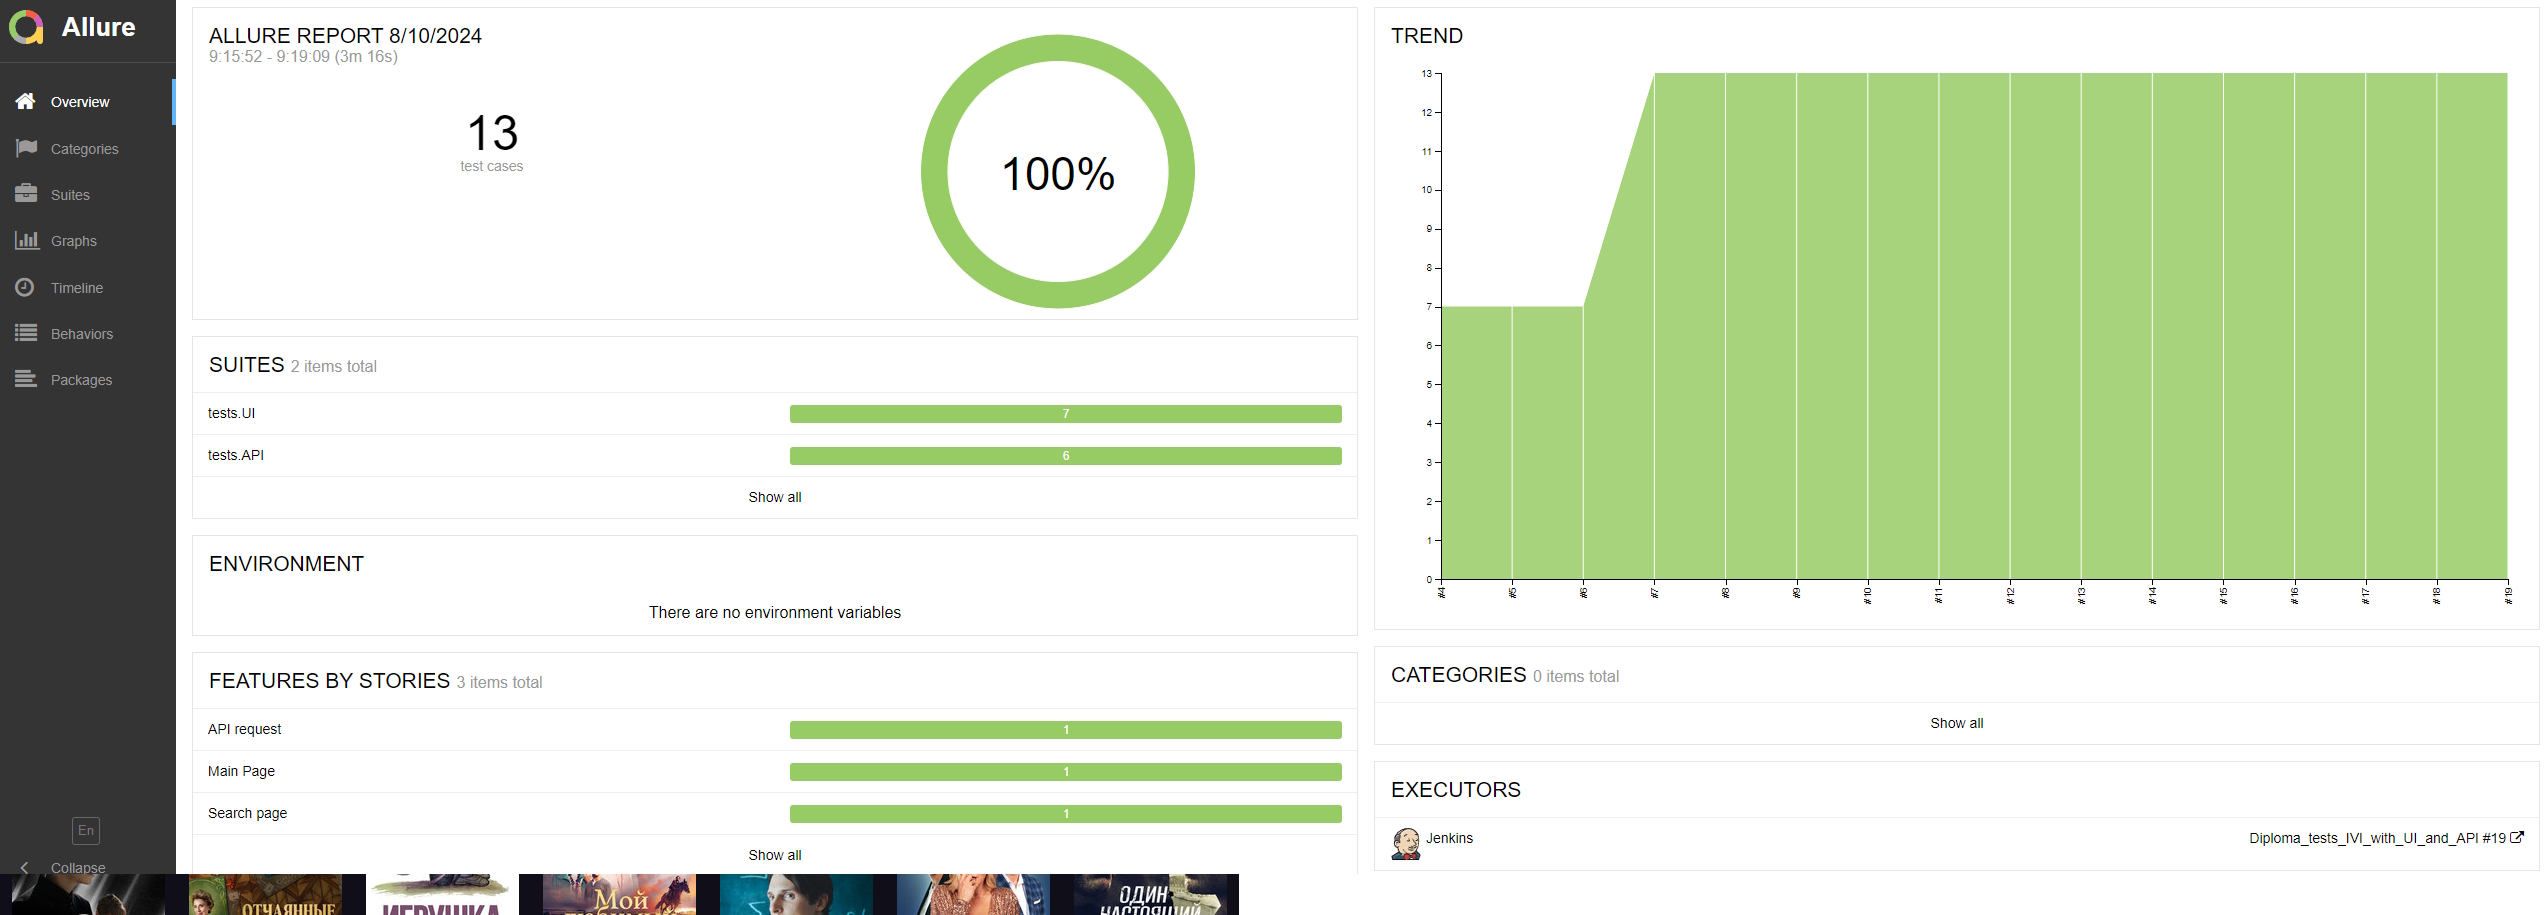 Allure
Overview
Categories
Suites
Graphs
Timeline
Behaviors
Packages
En
Collapse
ALLURE REPORT 8/10/2024
9:15:52 - 9:19:09 (3m 16s)
13
test cases
100%
SUITES 2 items total
tests.UI 7
tests.API 6
Show all
ENVIRONMENT
There are no environment variables
FEATURES BY STORIES 3 items total
API request 1
Main Page 1
Search page 1
Show all
TREND
13
12
11
10
9
8
7
6
5
4
3
2
1
0
#4 #5 #6 #7 #8 #9 #10 #11 #12 #13 #14 #15 #16 #17 #18 #19
CATEGORIES 0 items total
Show all
EXECUTORS
Jenkins Diploma_tests_IVI_with_UI_and_API #19
ОТЧАЯННЫЕ
ИГРУШКА
Мой
ОДИН
НАСТОЯЩИЙ